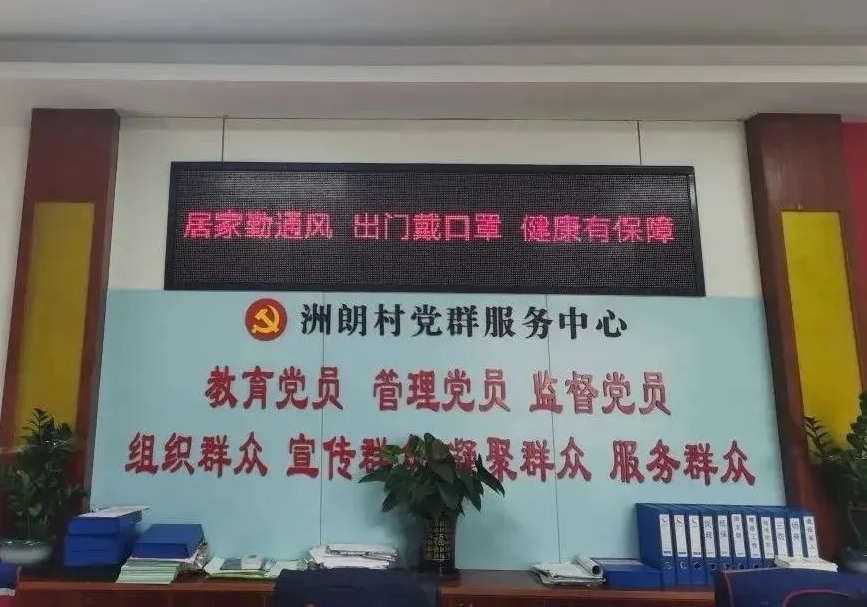 居家勤通风 出门戴口罩 健康有保障
洲朗村党群服务中心
教育党员 管理党员 监督党员
组织群众 宣传群众 凝聚群众 服务群众